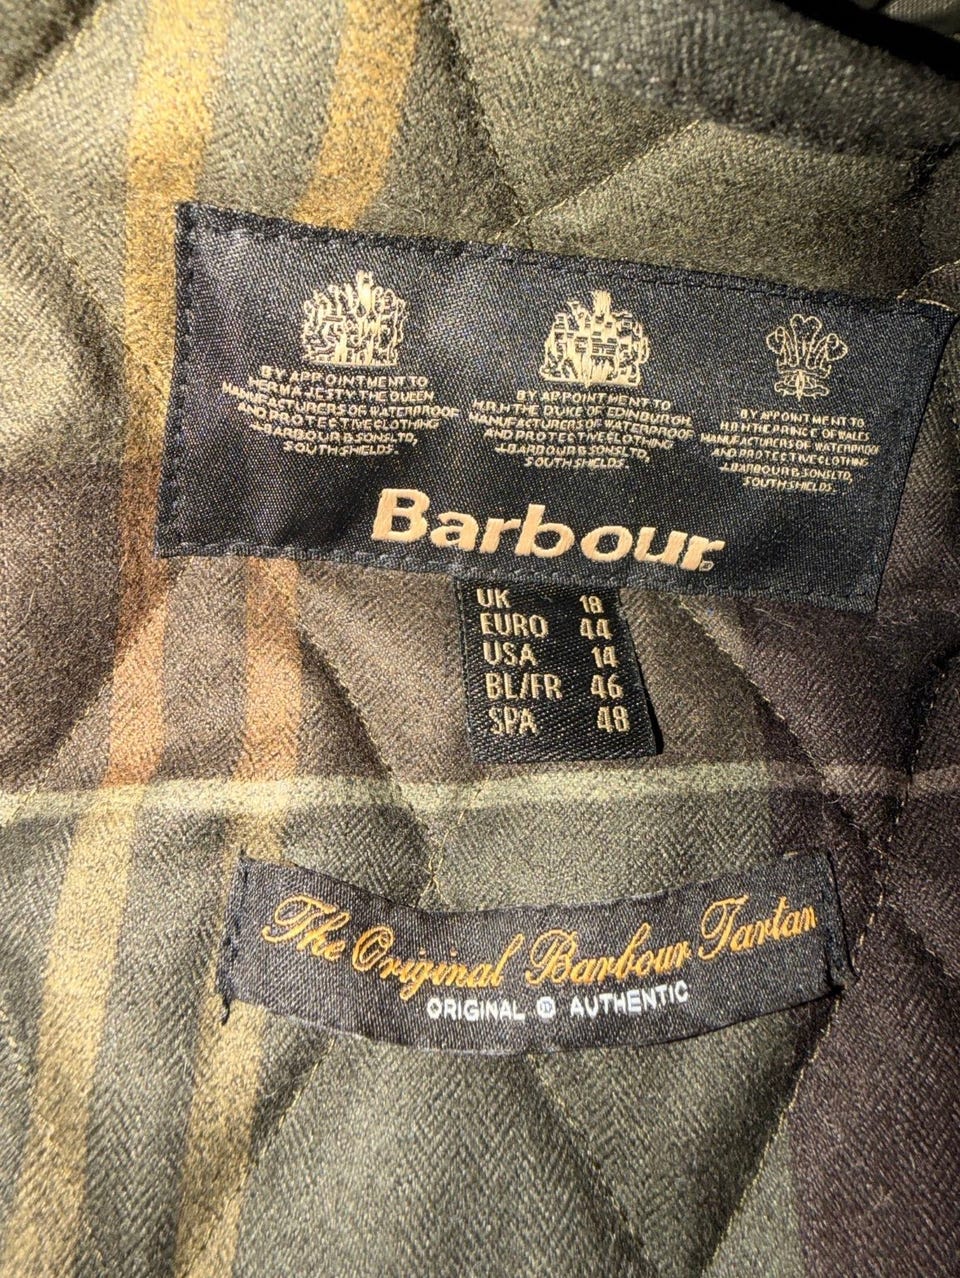 BY APPOINTMENT TO
HER MAJESTY THE QUEEN
MANUFACTURERS OF WATERPROOF
AND PROTECTIVE CLOTHING
J. BARBOUR & SONS LTD,
SOUTH SHIELDS.
BY APPOINTMENT TO
H.R.H THE DUKE OF EDINBURGH
MANUFACTURERS OF WATERPROOF
AND PROTECTIVE CLOTHING
J. BARBOUR & SONS LTD,
SOUTH SHIELDS.
BY APPOINTMENT TO
H.R.H THE PRINCE OF WALES
MANUFACTURERS OF WATERPROOF
AND PROTECTIVE CLOTHING
J. BARBOUR & SONS LTD,
SOUTH SHIELDS.
Barbour
UK 18
EURO 44
USA 14
BL/FR 46
SPA 48
The Original Barbour Tartan
ORIGINAL AUTHENTIC